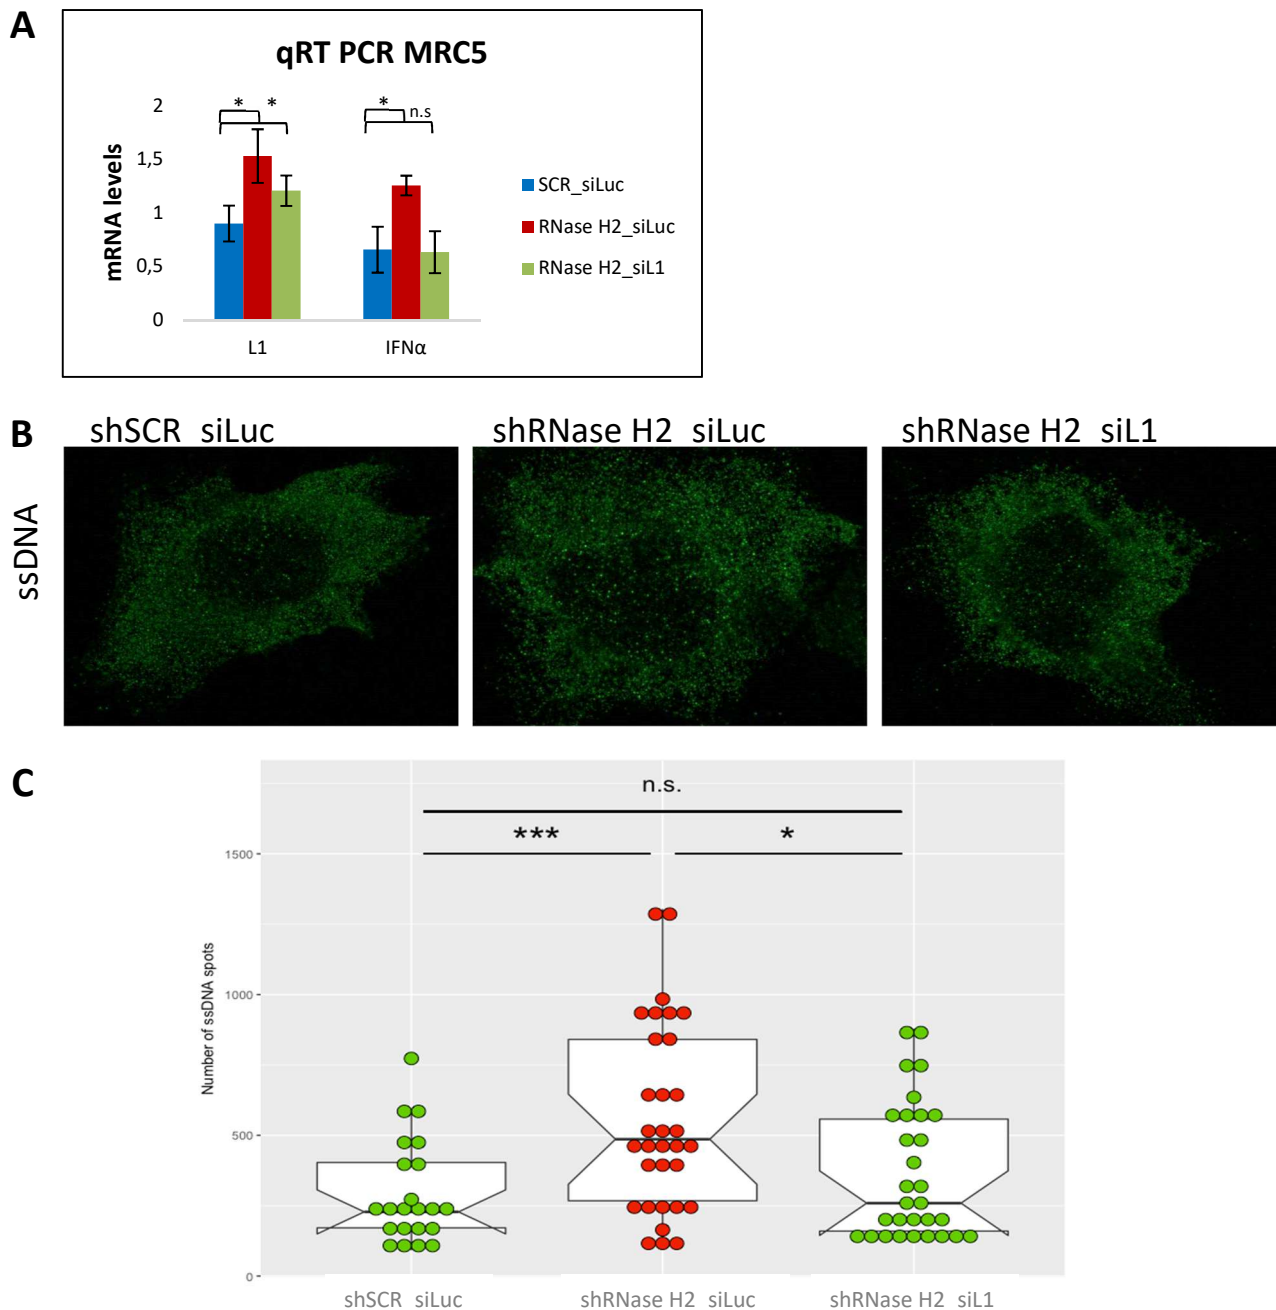 A
qRT PCR MRC5
mRNA levels
2
1,5
1
0,5
0
* *
* n.s
L1 IFNα
SCR_siLuc
RNase H2_siLuc
RNase H2_siL1
B
shSCR siLuc shRNase H2 siLuc shRNase H2 siL1
ssDNA
C
n.s.
*** *
Number of ssDNA spots
1500
1000
500
0
shSCR siLuc shRNase H2 siLuc shRNase H2 siL1